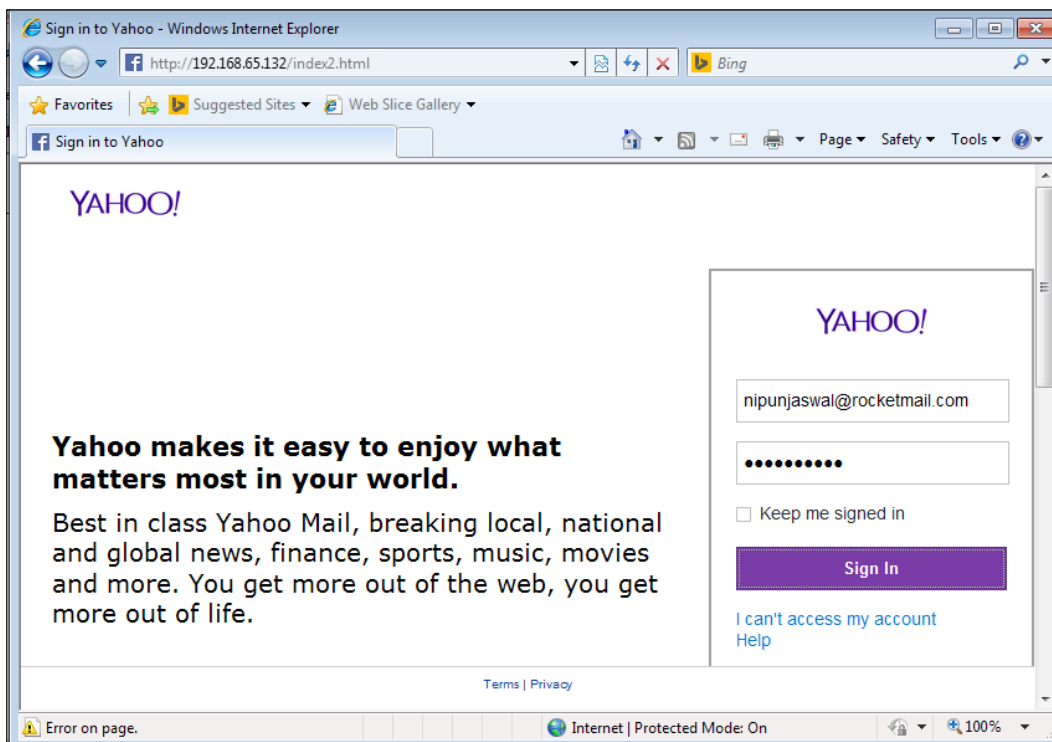 Sign in to Yahoo - Windows Internet Explorer
http://192.168.65.132/index2.html
Bing
Favorites Suggested Sites Web Slice Gallery
Sign in to Yahoo
Page Safety Tools
YAHOO!
YAHOO!
nipunjaswal@rocketmail.com
Yahoo makes it easy to enjoy what
matters most in your world.
Best in class Yahoo Mail, breaking local, national
and global news, finance, sports, music, movies
and more. You get more out of the web, you get
more out of life.
Keep me signed in
Sign In
I can't access my account
Help
Terms | Privacy
Error on page.
Internet | Protected Mode: On
100%